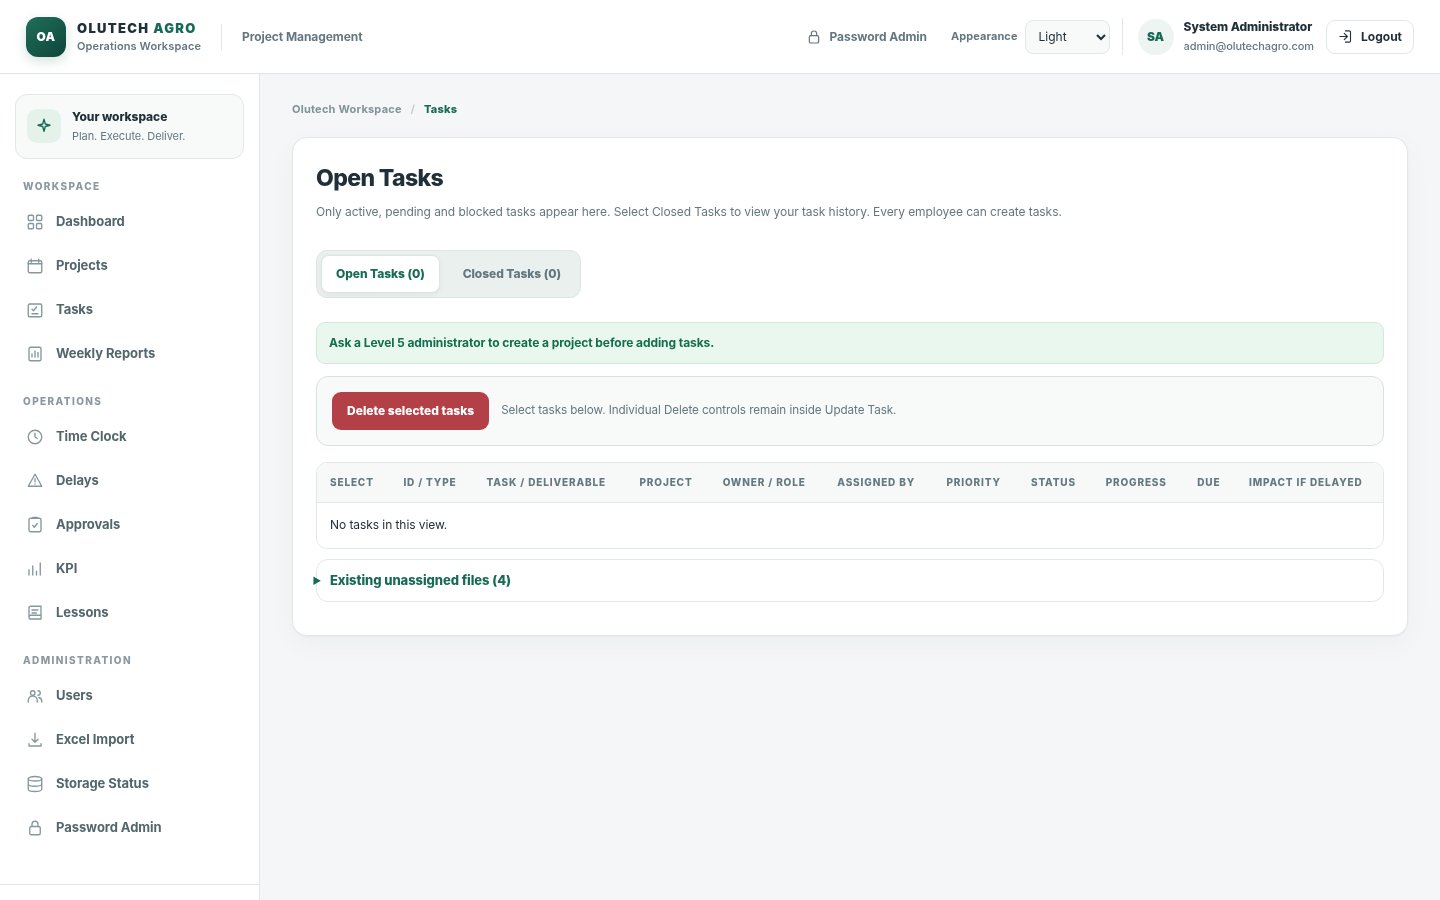 OA
OLUTECH AGRO
Operations Workspace
Project Management
Password Admin
Appearance
Light
SA
System Administrator
admin@olutechagro.com
Logout
Your workspace
Plan. Execute. Deliver.
WORKSPACE
Dashboard
Projects
Tasks
Weekly Reports
OPERATIONS
Time Clock
Delays
Approvals
KPI
Lessons
ADMINISTRATION
Users
Excel Import
Storage Status
Password Admin
Olutech Workspace / Tasks
Open Tasks
Only active, pending and blocked tasks appear here. Select Closed Tasks to view your task history. Every employee can create tasks.
Open Tasks (0)
Closed Tasks (0)
Ask a Level 5 administrator to create a project before adding tasks.
Delete selected tasks
Select tasks below. Individual Delete controls remain inside Update Task.
SELECT ID / TYPE TASK / DELIVERABLE PROJECT OWNER / ROLE ASSIGNED BY PRIORITY STATUS PROGRESS DUE IMPACT IF DELAYED
No tasks in this view.
Existing unassigned files (4)